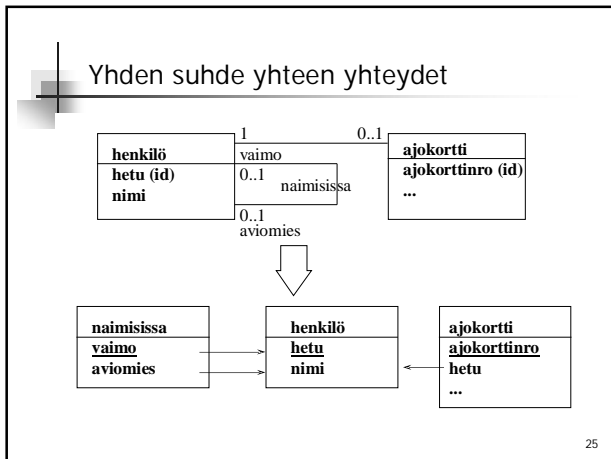 Yhden suhde yhteen yhteydet
1
0..1
henkilö
hetu (id)
nimi
vaimo
0..1
naimisissa
0..1
aviomies
ajokortti
ajokorttinro (id)
...
naimisissa
vaimo
aviomies
henkilö
hetu
nimi
ajokortti
ajokorttinro
hetu
...
25